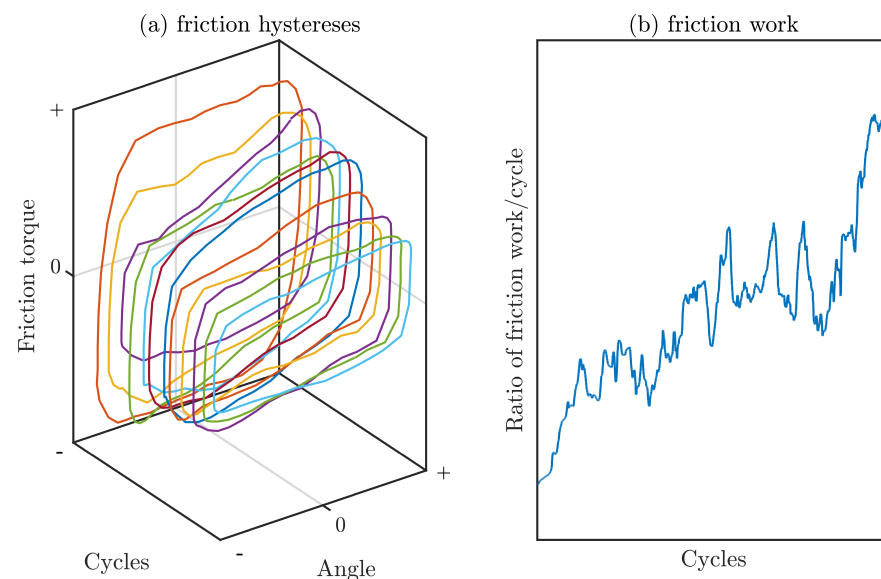 (a) friction hystereses
+
Friction torque
0
-
Cycles
-
0
Angle
+
(b) friction work
Ratio of friction work/cycle
Cycles